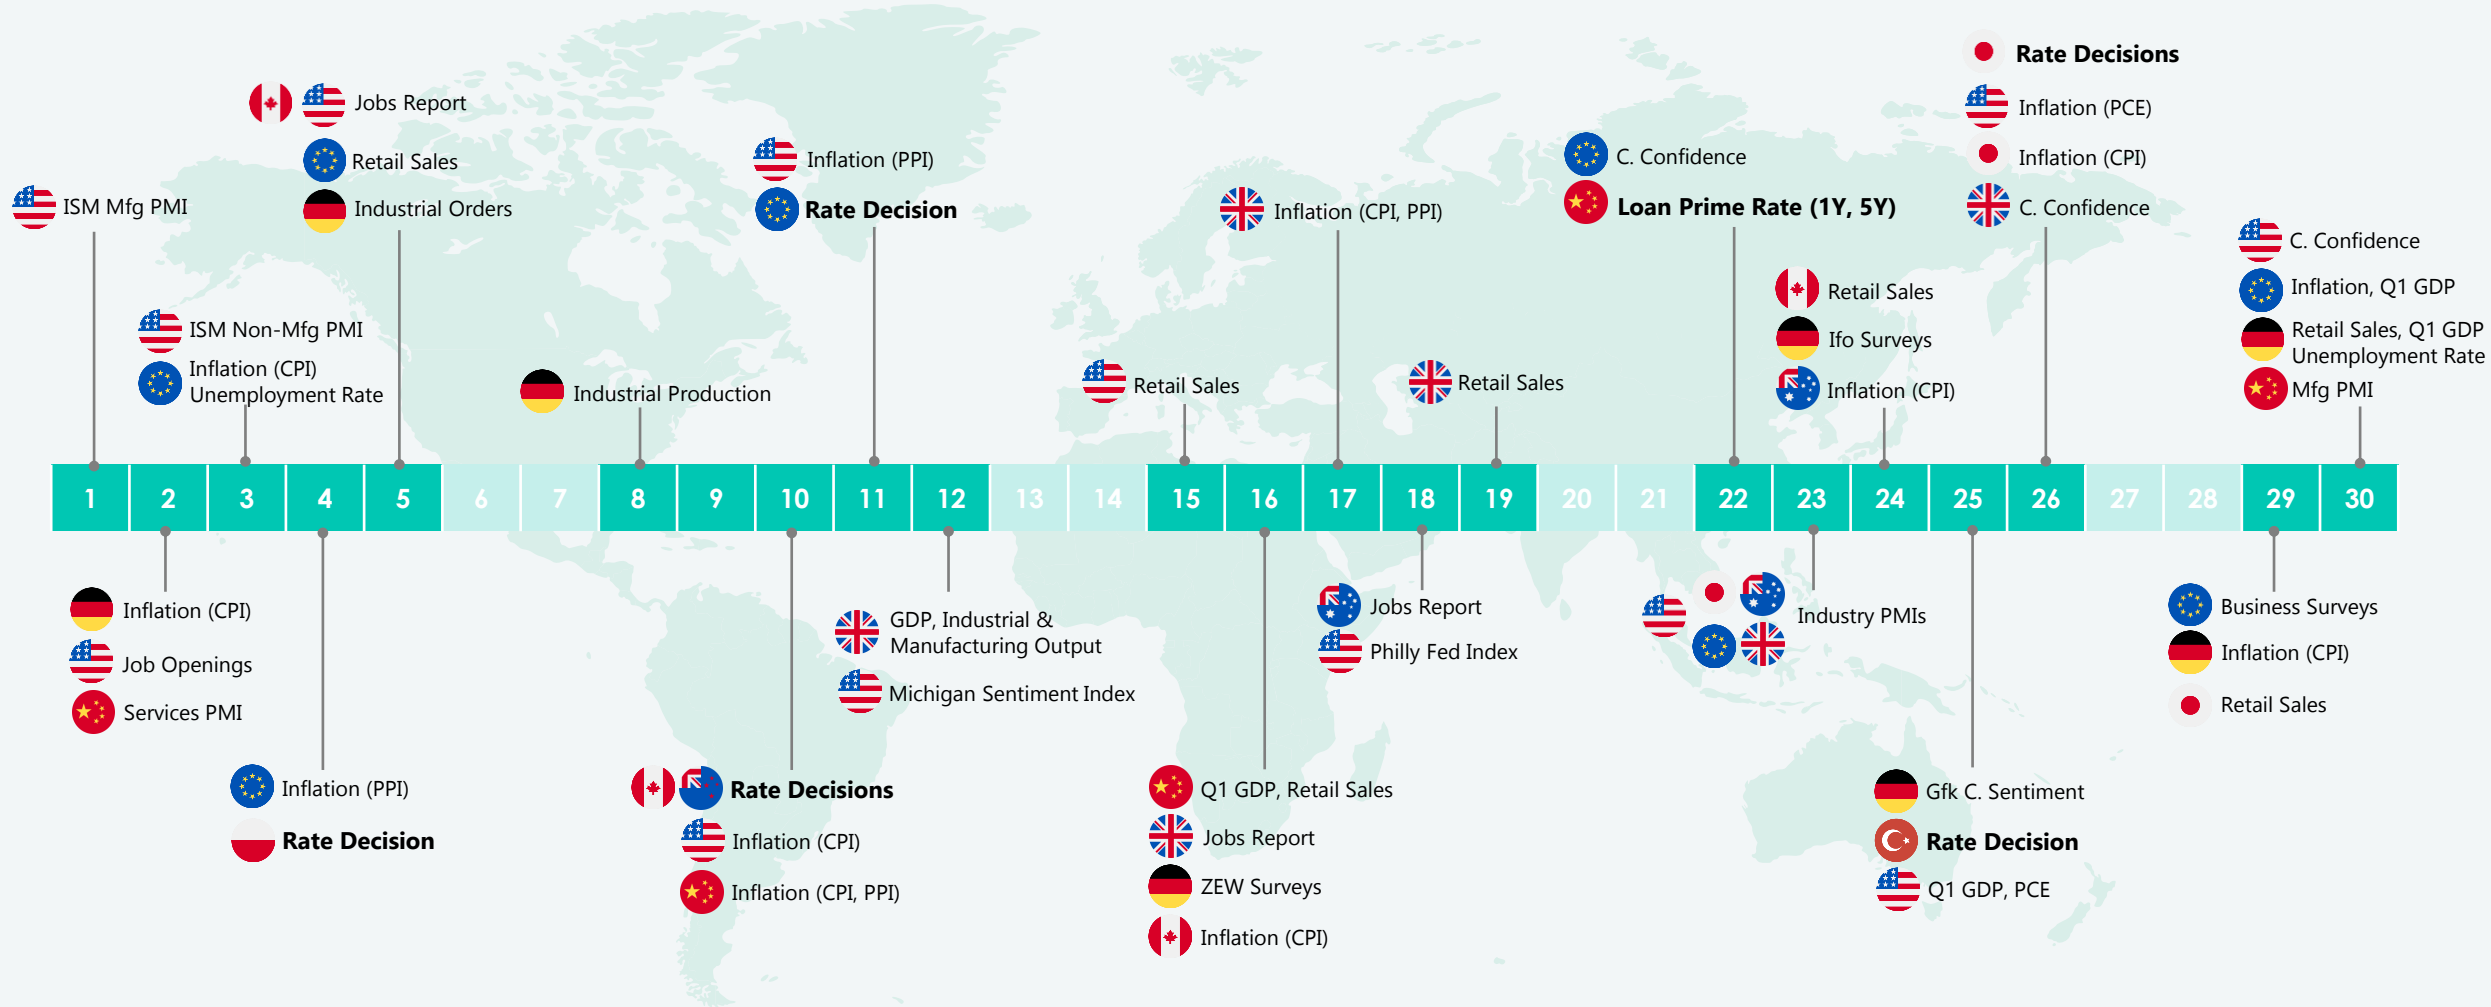 Rate Decisions
Jobs Report
Inflation (PCE)
Inflation (PPI)
C. Confidence
Inflation (CPI)
Retail Sales
ISM Mfg PMI
Industrial Orders
Rate Decision
Inflation (CPI, PPI)
Loan Prime Rate (1Y, 5Y)
C. Confidence
C. Confidence
Inflation, Q1 GDP
Retail Sales
ISM Non-Mfg PMI
Retail Sales, Q1 GDP
Unemployment Rate
Ifo Surveys
Inflation (CPI)
Unemployment Rate
Industrial Production
Retail Sales
Retail Sales
Inflation (CPI)
Mfg PMI
1 2 3 4 5 6 7 8 9 10 11 12 13 14 15 16 17 18 19 20 21 22 23 24 25 26 27 28 29 30
Inflation (CPI)
Job Openings
Services PMI
GDP, Industrial &
Manufacturing Output
Michigan Sentiment Index
Jobs Report
Philly Fed Index
Industry PMIs
Business Surveys
Inflation (CPI)
Retail Sales
Inflation (PPI)
Rate Decision
Rate Decisions
Inflation (CPI)
Inflation (CPI, PPI)
Q1 GDP, Retail Sales
Jobs Report
ZEW Surveys
Inflation (CPI)
Gfk C. Sentiment
Rate Decision
Q1 GDP, PCE